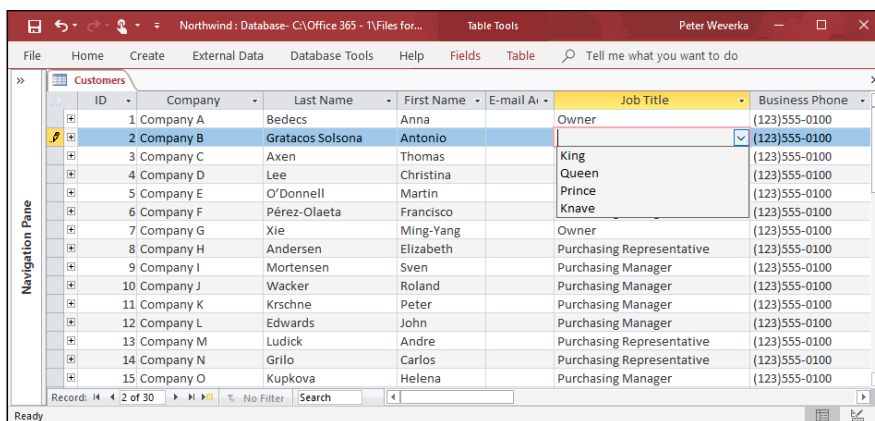 Northwind : Database- C:\Office 365 - 1\Files for... Table Tools Peter Weverka
File Home Create External Data Database Tools Help Fields Table Tell me what you want to do
Customers
ID Company Last Name First Name E-mail Ad Job Title Business Phone
1 Company A Bedecs Anna Owner (123)555-0100
2 Company B Gratacos Solsona Antonio (123)555-0100
3 Company C Axen Thomas King (123)555-0100
4 Company D Lee Christina Queen (123)555-0100
5 Company E O'Donnell Martin Prince (123)555-0100
6 Company F Pérez-Olaeta Francisco Knave (123)555-0100
7 Company G Xie Ming-Yang Owner (123)555-0100
8 Company H Andersen Elizabeth Purchasing Representative (123)555-0100
9 Company I Mortensen Sven Purchasing Manager (123)555-0100
10 Company J Wacker Roland Purchasing Manager (123)555-0100
11 Company K Krschne Peter Purchasing Manager (123)555-0100
12 Company L Edwards John Purchasing Manager (123)555-0100
13 Company M Ludick Andre Purchasing Representative (123)555-0100
14 Company N Grilo Carlos Purchasing Representative (123)555-0100
15 Company O Kupkova Helena Purchasing Manager (123)555-0100
Navigation Pane
Record: 2 of 30 No Filter Search
Ready